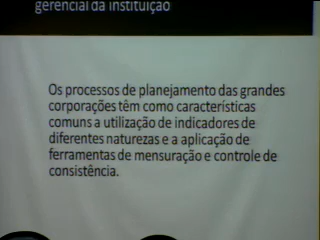 gerencial da instituição
Os processos de planejamento das grandes
corporações têm como características
comuns a utilização de indicadores de
diferentes naturezas e a aplicação de
ferramentas de mensuração e controle de
consistência.